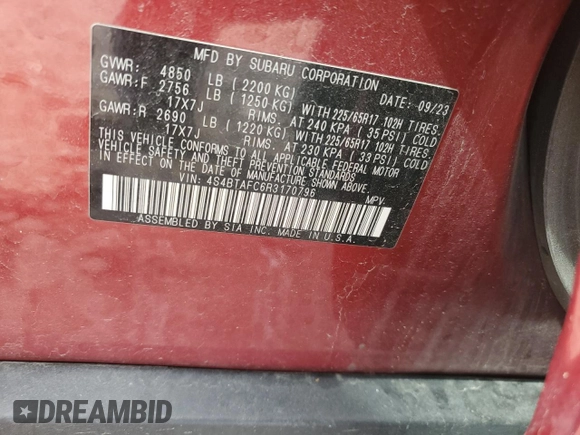 MFD BY SUBARU CORPORATION
DATE: 09/23
GVWR: 4850 LB (2200 KG)
GAWR:F 2756 LB (1250 KG) WITH 225/65R17 102H TIRES,
17X7J RIMS, AT 240 KPA (35 PSI) COLD
GAWR:R 2690 LB (1220 KG) WITH 225/65R17 102H TIRES,
17X7J RIMS, AT 230 KPA (33 PSI) COLD
THIS VEHICLE CONFORMS TO ALL APPLICABLE FEDERAL MOTOR
VEHICLE SAFETY AND THEFT PREVENTION STANDARDS
IN EFFECT ON THE DATE OF MANUFACTURE SHOWN ABOVE.
VIN: 4S4BTAFC6R3170796
MPV
ASSEMBLED BY SIA INC. MADE IN U.S.A.
DREAMBID